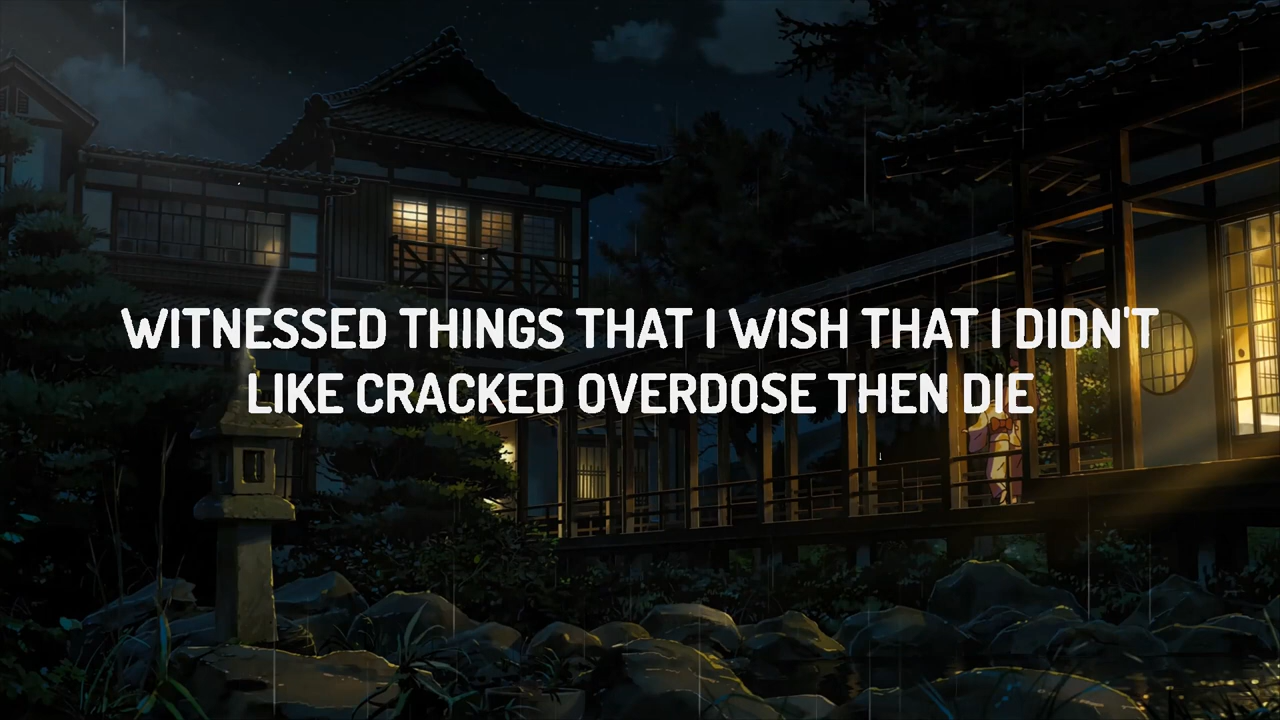 WITNESSED THINGS THAT I WISH THAT I DIDN'T
LIKE CRACKED OVERDOSE THEN DIE